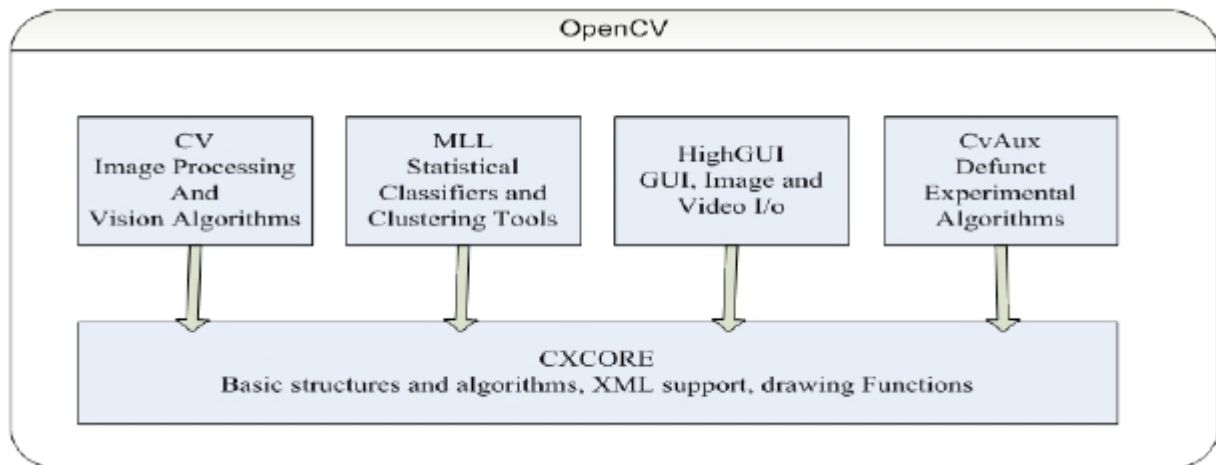 OpenCV
CV
Image Processing
And
Vision Algorithms
MLL
Statistical
Classifiers and
Clustering Tools
HighGUI
GUI, Image and
Video I/o
CvAux
Defunct
Experimental
Algorithms
CXCORE
Basic structures and algorithms, XML support, drawing Functions